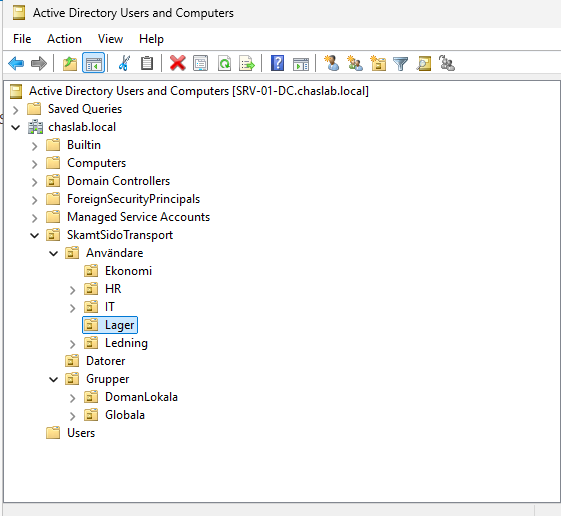 Active Directory Users and Computers
File Action View Help
Active Directory Users and Computers [SRV-01-DC.chaslab.local]
Saved Queries
chaslab.local
Builtin
Computers
Domain Controllers
ForeignSecurityPrincipals
Managed Service Accounts
SkamtSidoTransport
Användare
Ekonomi
HR
IT
Lager
Ledning
Datorer
Grupper
DomanLokala
Globala
Users